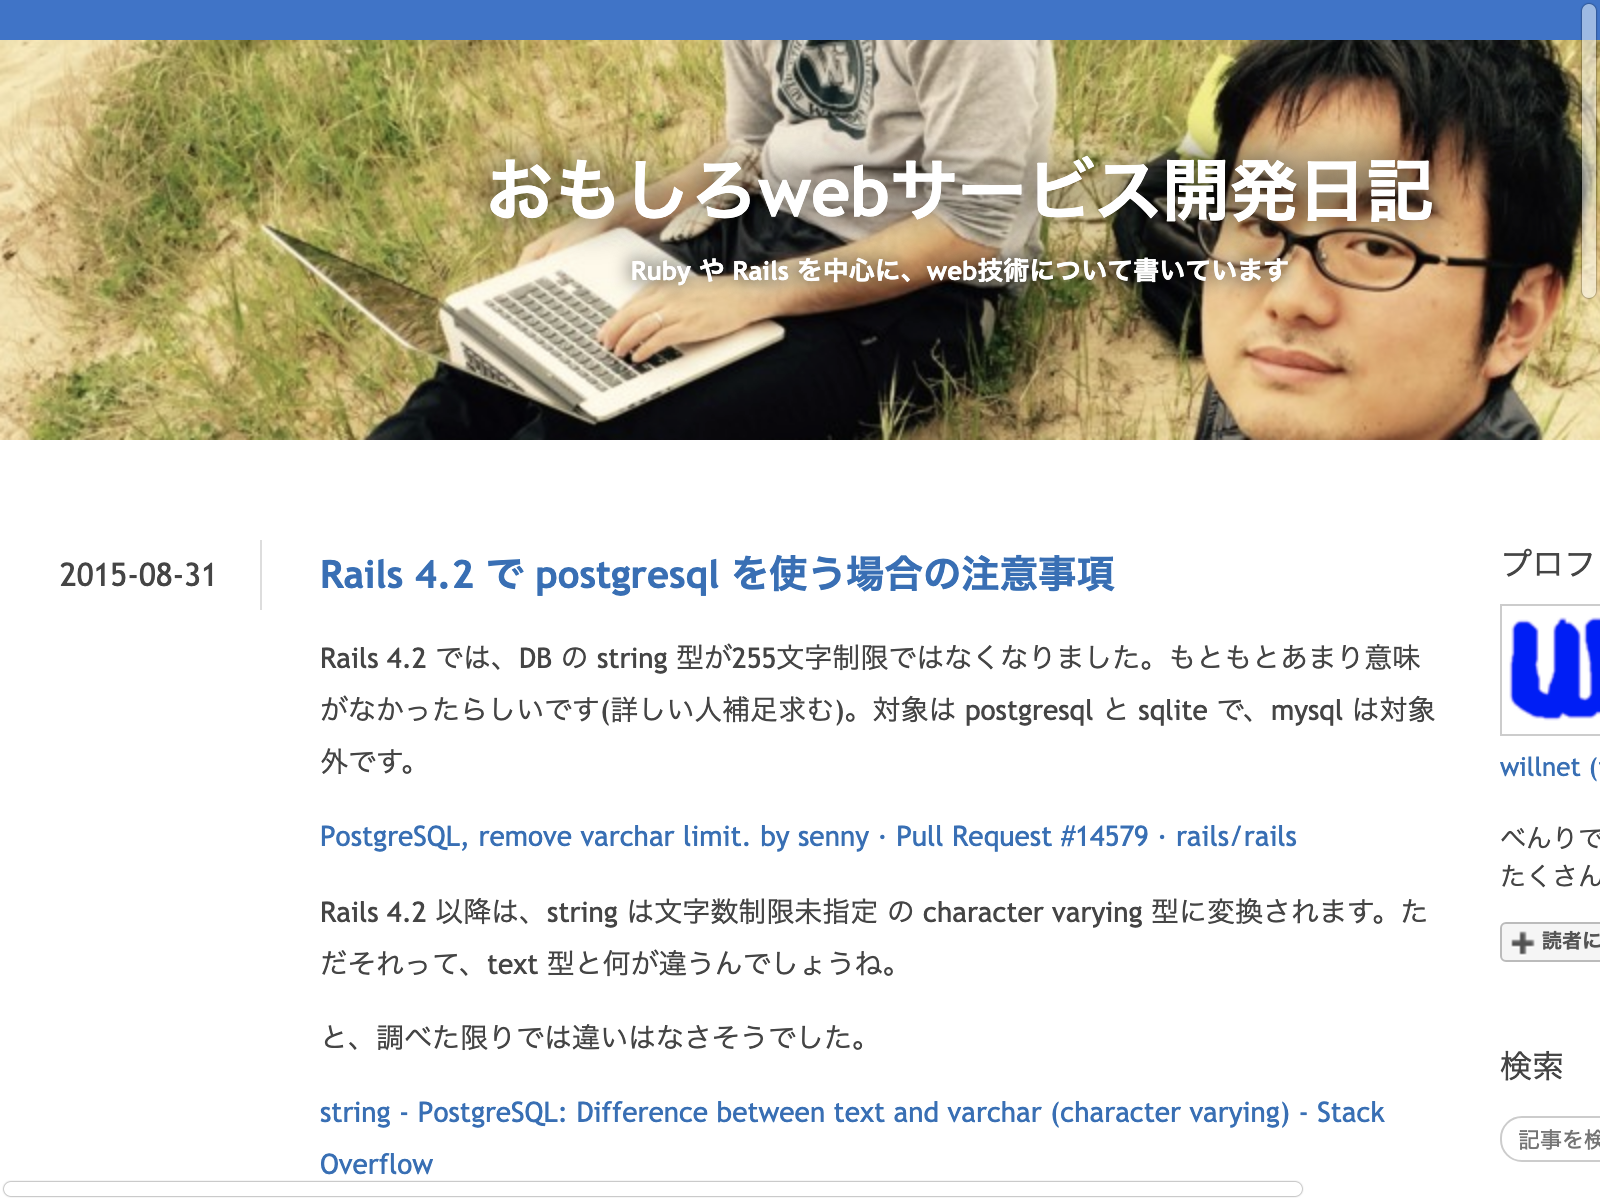 おもしろwebサービス開発日記
Ruby や Rails を中心に、web技術について書いています
2015-08-31
Rails 4.2 で postgresql を使う場合の注意事項
Rails 4.2 では、DB の string 型が255文字制限ではなくなりました。もともとあまり意味
がなかったらしいです(詳しい人補足求む)。対象は postgresql と sqlite で、mysql は対象
外です。
PostgreSQL, remove varchar limit. by senny · Pull Request #14579 · rails/rails
Rails 4.2 以降は、string は文字数制限未指定 の character varying 型に変換されます。た
だそれって、text 型と何が違うんでしょうね。
と、調べた限りでは違いはなさそうでした。
string - PostgreSQL: Difference between text and varchar (character varying) - Stack
Overflow
プロフ
willnet (
べんりで
たくさん
読者に
検索
記事を検